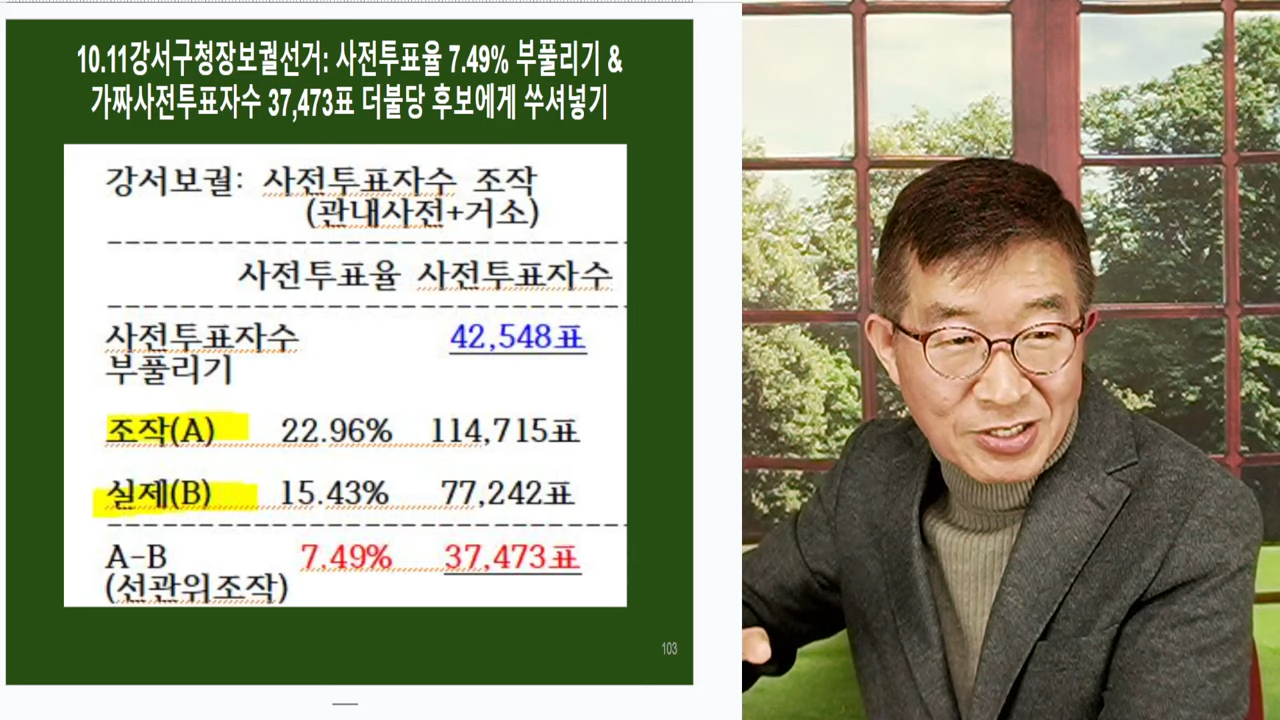 10.11강서구청장보궐선거: 사전투표율 7.49% 부풀리기 &
가짜사전투표자수 37,473표 더불당 후보에게 쑤셔넣기
강서보궐: 사전투표자수 조작
(관내사전+거소)
사전투표율 사전투표자수
사전투표자수 42,548표
부풀리기
조작(A) 22.96% 114,715표
실제(B) 15.43% 77,242표
A-B 7.49% 37,473표
(선관위조작)
103